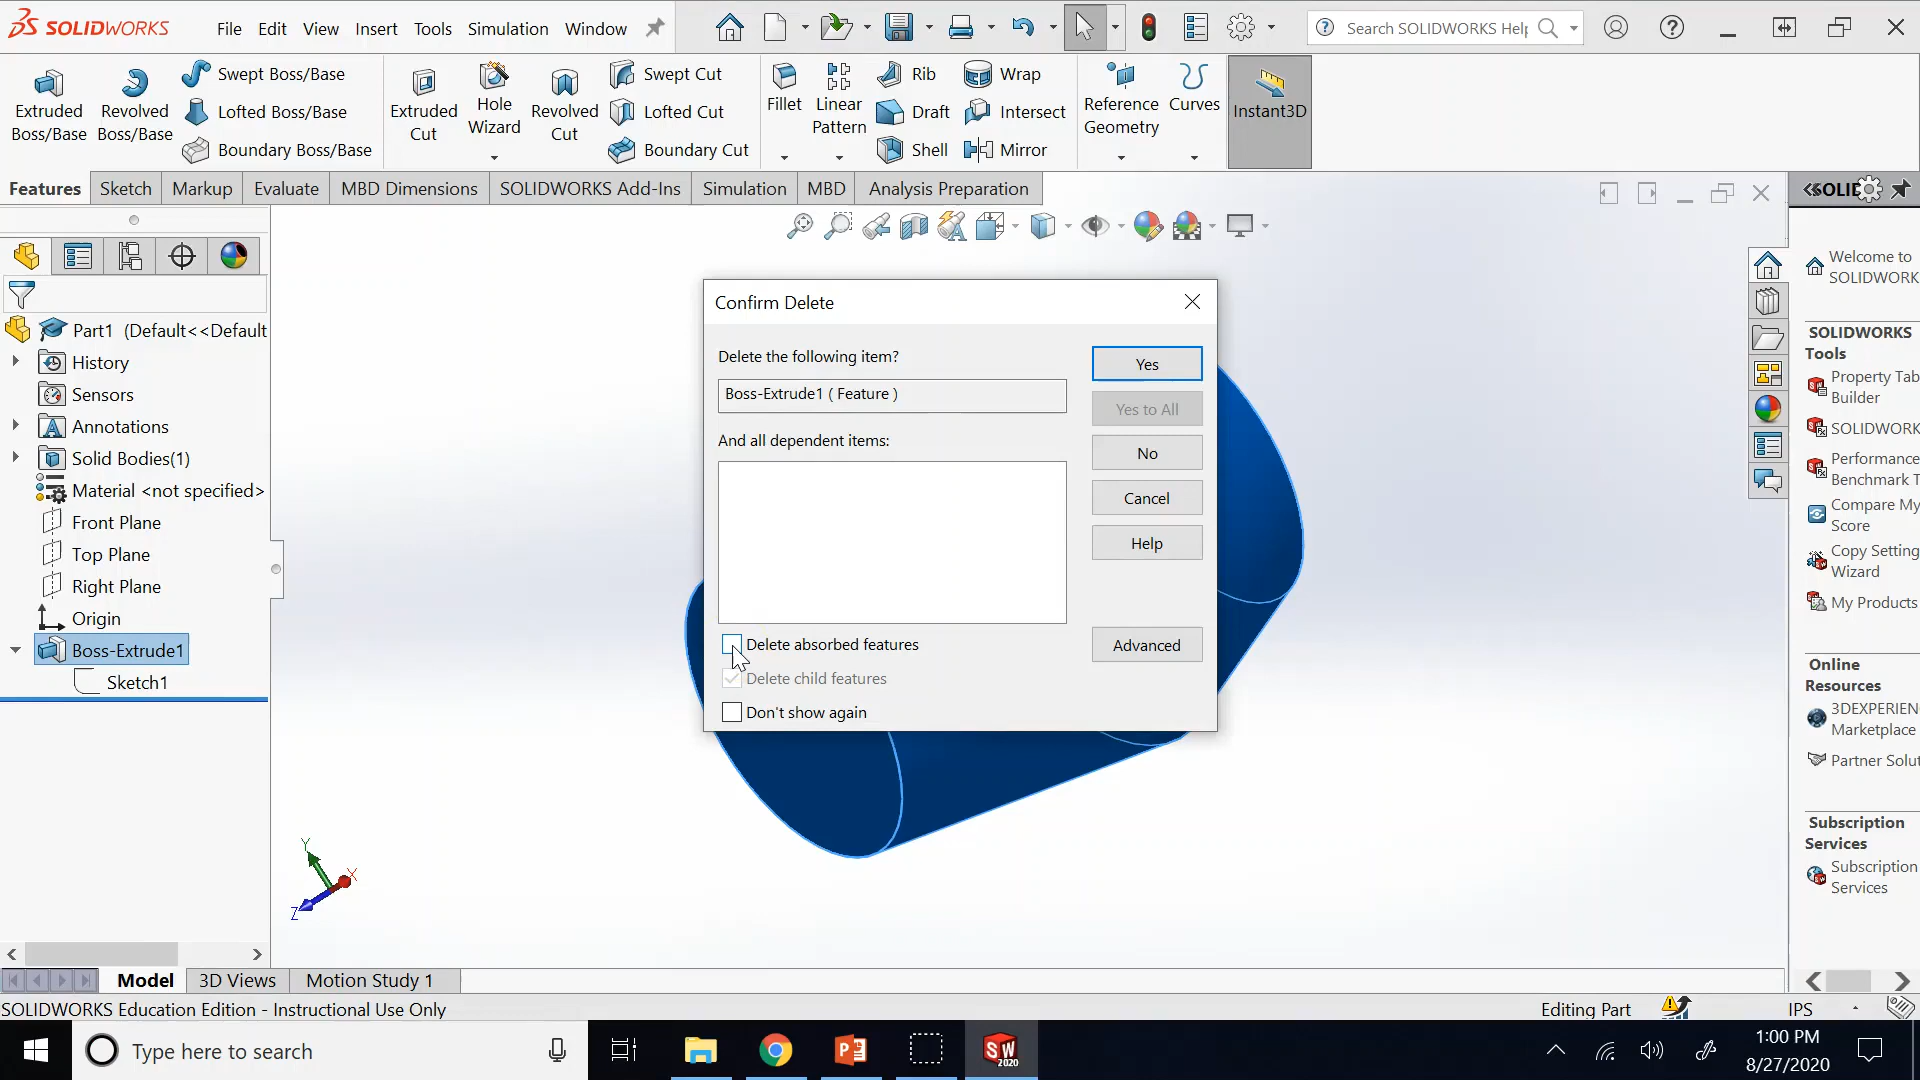 SOLIDWORKS
File Edit View Insert Tools Simulation Window
Search SOLIDWORKS Help
Extruded Boss/Base
Revolved Boss/Base
Swept Boss/Base
Lofted Boss/Base
Boundary Boss/Base
Extruded Cut
Hole Wizard
Revolved Cut
Swept Cut
Lofted Cut
Boundary Cut
Fillet
Linear Pattern
Rib
Draft
Shell
Wrap
Intersect
Mirror
Reference Geometry
Curves
Instant3D
Features Sketch Markup Evaluate MBD Dimensions SOLIDWORKS Add-Ins Simulation MBD Analysis Preparation
Part1 (Default<<Default
History
Sensors
Annotations
Solid Bodies(1)
Material <not specified>
Front Plane
Top Plane
Right Plane
Origin
Boss-Extrude1
Sketch1
Confirm Delete
Delete the following item?
Boss-Extrude1 ( Feature )
And all dependent items:
Delete absorbed features
Delete child features
Don't show again
Yes
Yes to All
No
Cancel
Help
Advanced
Y
X
Z
SOLID
Welcome to
SOLIDWORK
SOLIDWORKS
Tools
Property Tab
Builder
SOLIDWORK
Performance
Benchmark T
Compare My
Score
Copy Setting
Wizard
My Products
Online
Resources
3DEXPERIEN
Marketplace
Partner Solut
Subscription
Services
Subscription
Services
Model 3D Views Motion Study 1
SOLIDWORKS Education Edition - Instructional Use Only
Editing Part
IPS
Type here to search
SW
2020
1:00 PM
8/27/2020